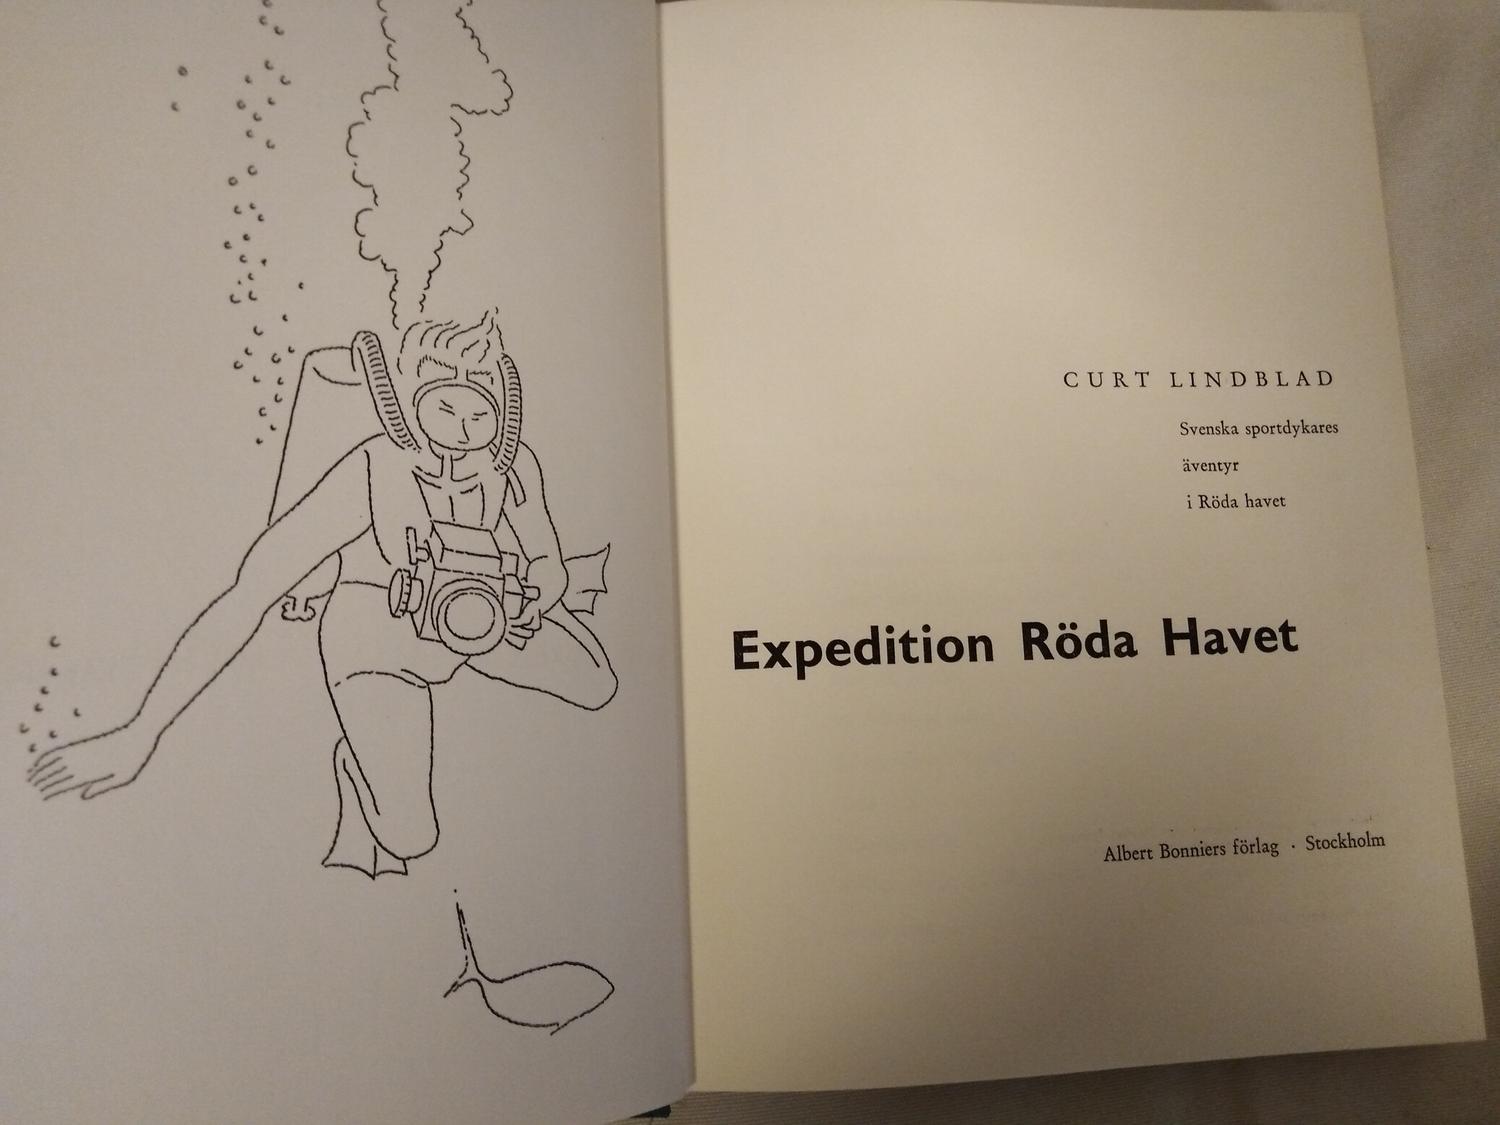 CURT LINDBLAD
Svenska sportdykares
äventyr
i Röda havet
Expedition Röda Havet
Albert Bonniers förlag · Stockholm